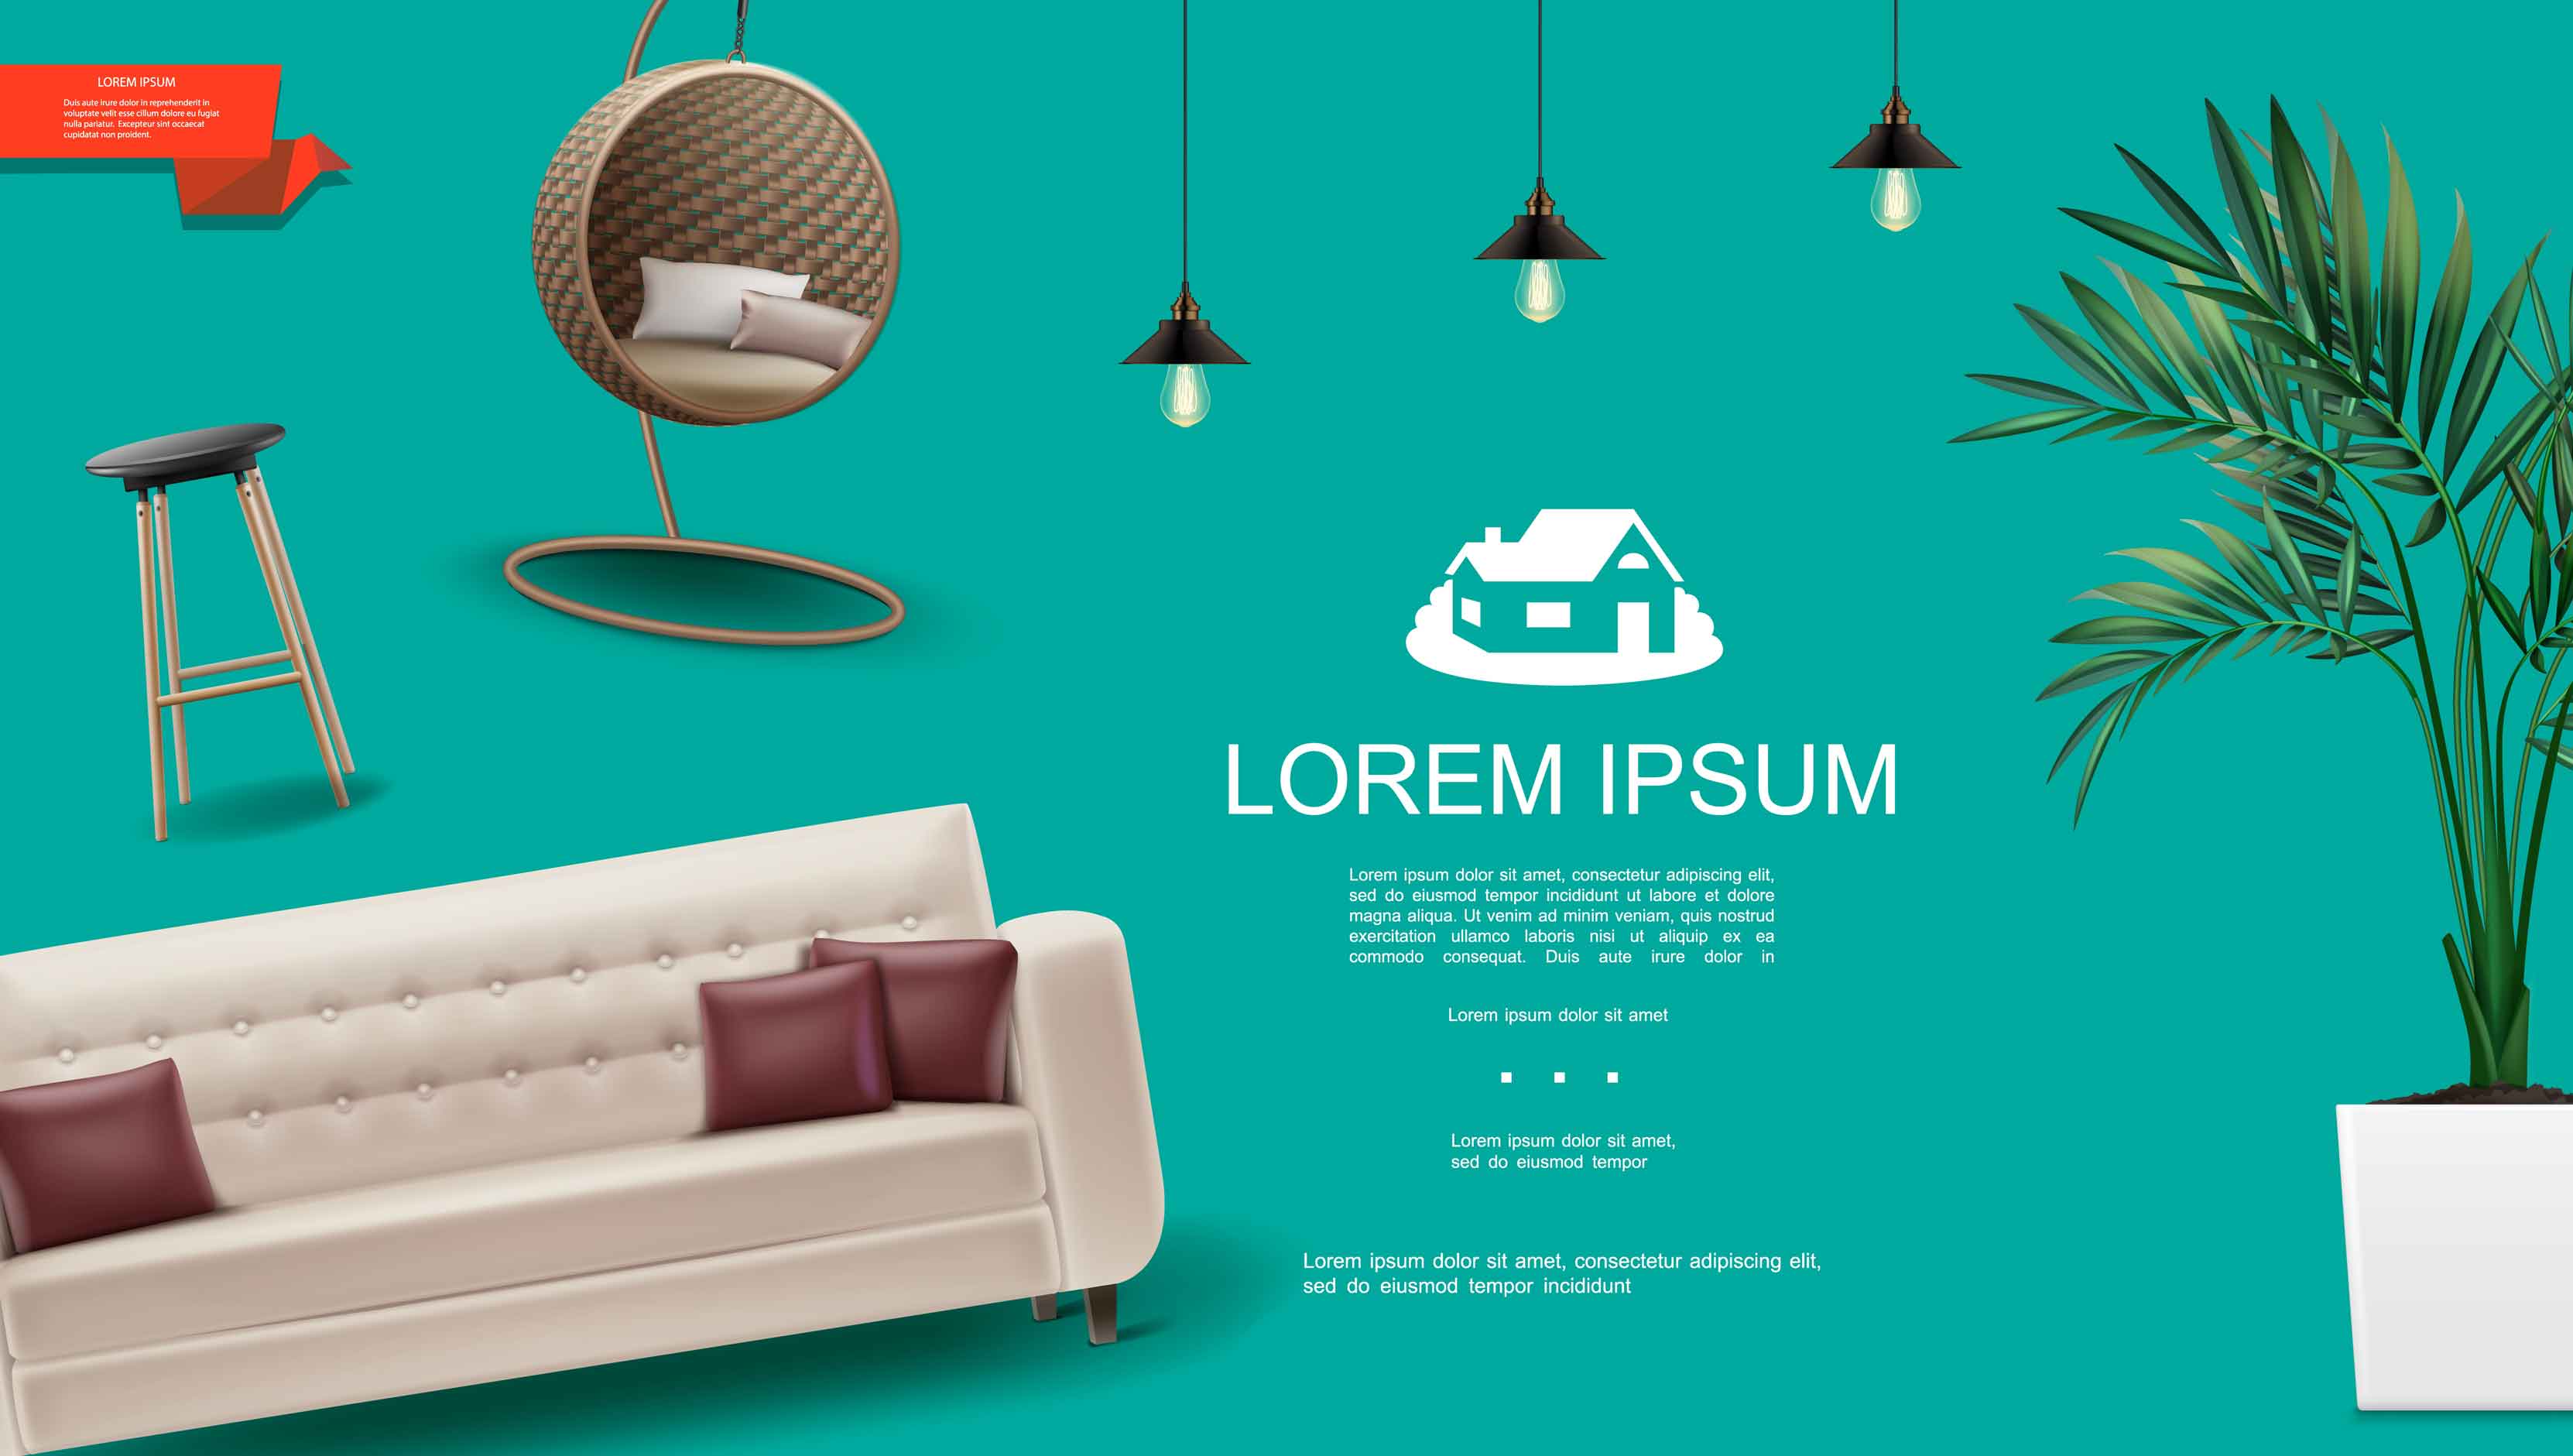 LOREM IPSUM
Duis aute irure dolor in reprehenderit in
voluptate velit esse cillum dolore eu fugiat
nulla pariatur. Excepteur sint occaecat
cupidatat non proident.
LOREM IPSUM
Lorem ipsum dolor sit amet, consectetur adipiscing elit,
sed do eiusmod tempor incididunt ut labore et dolore
magna aliqua. Ut venim ad minim veniam, quis nostrud
exercitation ullamco laboris nisi ut aliquip ex ea
commodo consequat. Duis aute irure dolor in
Lorem ipsum dolor sit amet
Lorem ipsum dolor sit amet,
sed do eiusmod tempor
Lorem ipsum dolor sit amet, consectetur adipiscing elit,
sed do eiusmod tempor incididunt